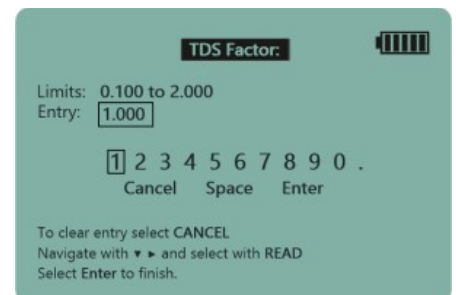 TDS Factor:
Limits: 0.100 to 2.000
Entry: 1.000
1 2 3 4 5 6 7 8 9 0 .
Cancel Space Enter
To clear entry select CANCEL
Navigate with ▼ ► and select with READ
Select Enter to finish.